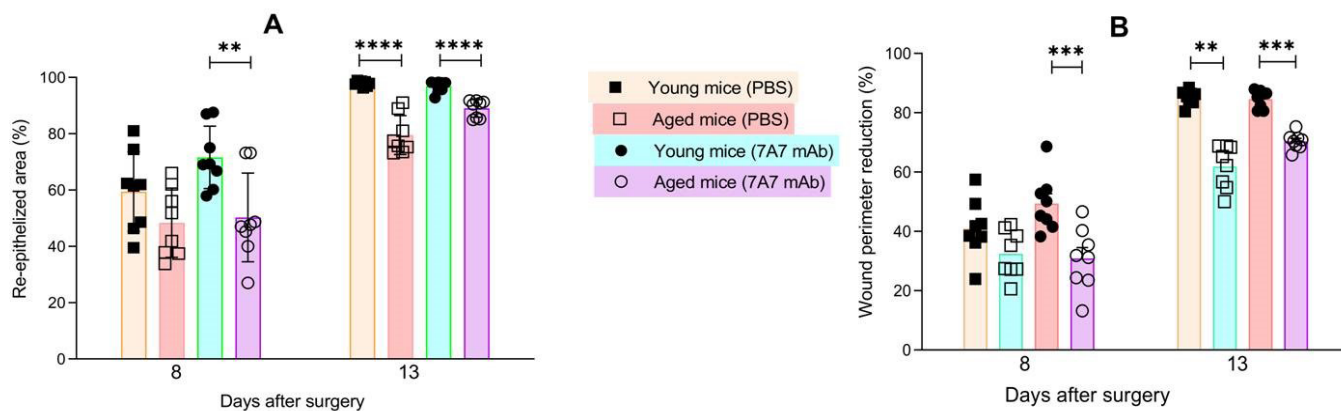 A
Re-epithelized area (%)
100
80
60
40
20
0
**
****
****
8
13
Days after surgery
Young mice (PBS)
Aged mice (PBS)
Young mice (7A7 mAb)
Aged mice (7A7 mAb)
B
Wound perimeter reduction (%)
100
80
60
40
20
0
***
**
***
8
13
Days after surgery